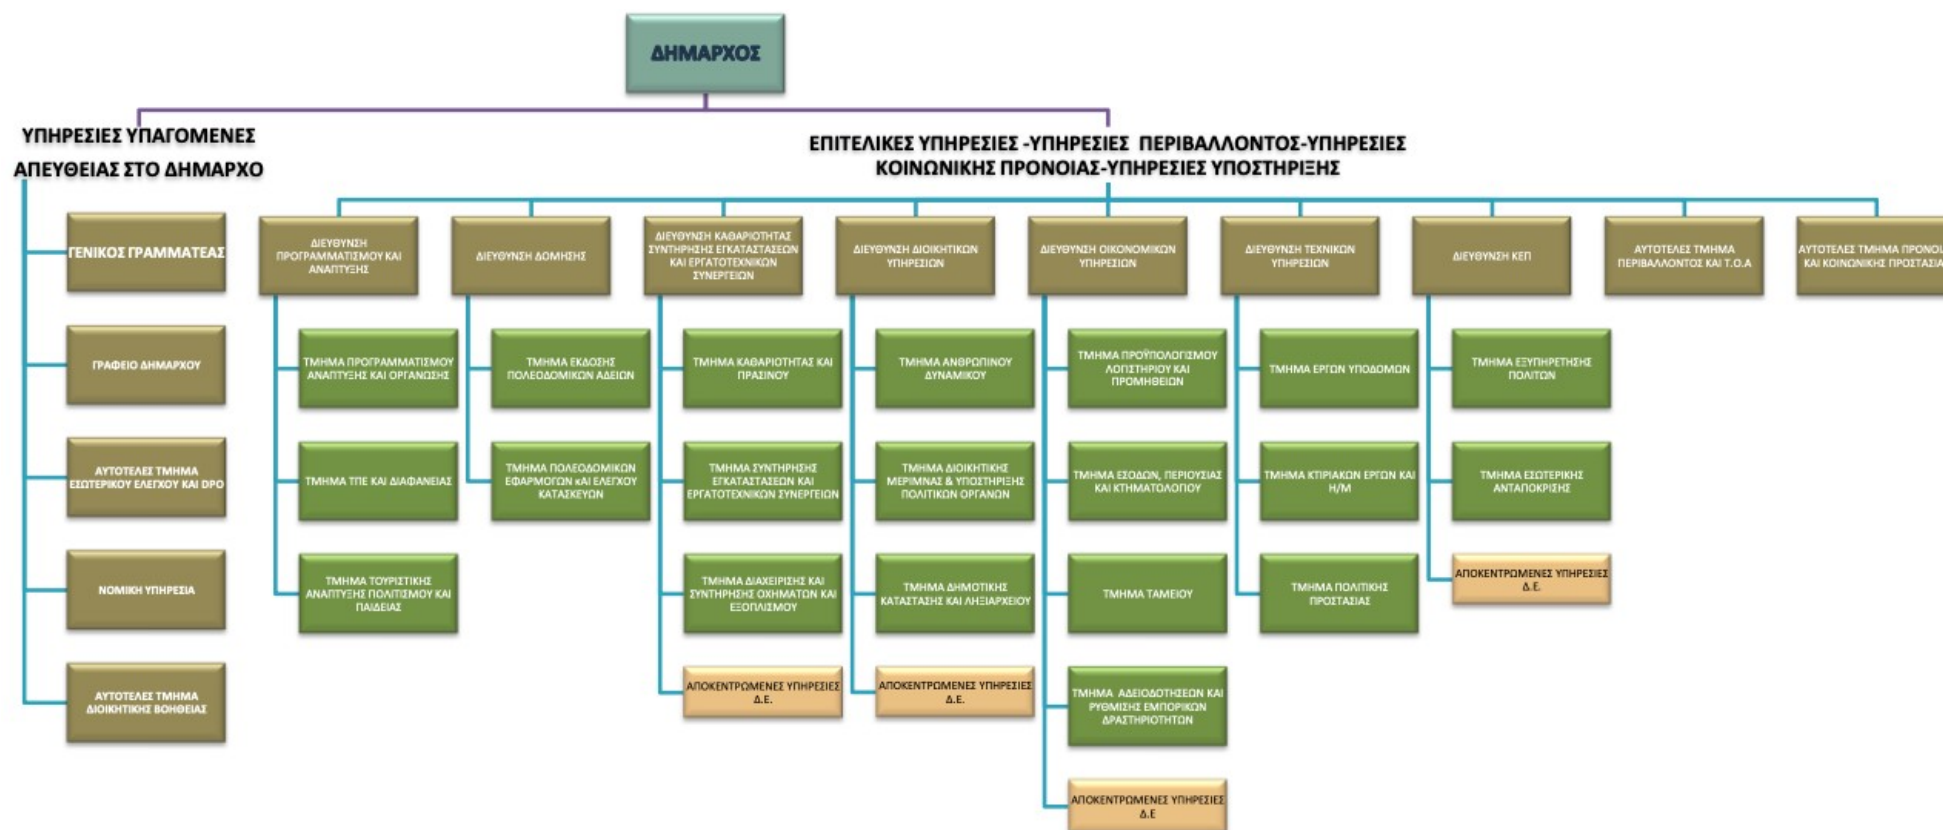 ΔΗΜΑΡΧΟΣ
ΥΠΗΡΕΣΙΕΣ ΥΠΑΓΟΜΕΝΕΣ
ΑΠΕΥΘΕΙΑΣ ΣΤΟ ΔΗΜΑΡΧΟ
ΓΕΝΙΚΟΣ ΓΡΑΜΜΑΤΕΑΣ
ΓΡΑΦΕΙΟ ΔΗΜΑΡΧΟΥ
ΑΥΤΟΤΕΛΕΣ ΤΜΗΜΑ
ΕΣΩΤΕΡΙΚΟΥ ΕΛΕΓΧΟΥ ΚΑΙ DPO
ΝΟΜΙΚΗ ΥΠΗΡΕΣΙΑ
ΑΥΤΟΤΕΛΕΣ ΤΜΗΜΑ
ΔΙΟΙΚΗΤΙΚΗΣ ΒΟΗΘΕΙΑΣ
ΕΠΙΤΕΛΙΚΕΣ ΥΠΗΡΕΣΙΕΣ -ΥΠΗΡΕΣΙΕΣ ΠΕΡΙΒΑΛΛΟΝΤΟΣ-ΥΠΗΡΕΣΙΕΣ
ΚΟΙΝΩΝΙΚΗΣ ΠΡΟΝΟΙΑΣ-ΥΠΗΡΕΣΙΕΣ ΥΠΟΣΤΗΡΙΞΗΣ
ΔΙΕΥΘΥΝΣΗ
ΠΡΟΓΡΑΜΜΑΤΙΣΜΟΥ ΚΑΙ
ΑΝΑΠΤΥΞΗΣ
ΤΜΗΜΑ ΠΡΟΓΡΑΜΜΑΤΙΣΜΟΥ
ΑΝΑΠΤΥΞΗΣ ΚΑΙ ΟΡΓΑΝΩΣΗΣ
ΤΜΗΜΑ ΤΠΕ ΚΑΙ ΔΙΑΦΑΝΕΙΑΣ
ΤΜΗΜΑ ΤΟΥΡΙΣΤΙΚΗΣ
ΑΝΑΠΤΥΞΗΣ ΠΟΛΙΤΙΣΜΟΥ ΚΑΙ
ΠΑΙΔΕΙΑΣ
ΔΙΕΥΘΥΝΣΗ ΔΟΜΗΣΗΣ
ΤΜΗΜΑ ΕΚΔΟΣΗΣ
ΠΟΛΕΟΔΟΜΙΚΩΝ ΑΔΕΙΩΝ
ΤΜΗΜΑ ΠΟΛΕΟΔΟΜΙΚΩΝ
ΕΦΑΡΜΟΓΩΝ κΑΙ ΕΛΕΓΧΟΥ
ΚΑΤΑΣΚΕΥΩΝ
ΔΙΕΥΘΥΝΣΗ ΚΑΘΑΡΙΟΤΗΤΑΣ
ΣΥΝΤΗΡΗΣΗΣ ΕΓΚΑΤΑΣΤΑΣΕΩΝ
ΚΑΙ ΕΡΓΑΤΟΤΕΧΝΙΚΩΝ
ΣΥΝΕΡΓΕΙΩΝ
ΤΜΗΜΑ ΚΑΘΑΡΙΟΤΗΤΑΣ ΚΑΙ
ΠΡΑΣΙΝΟΥ
ΤΜΗΜΑ ΣΥΝΤΗΡΗΣΗΣ
ΕΓΚΑΤΑΣΤΑΣΕΩΝ ΚΑΙ
ΕΡΓΑΤΟΤΕΧΝΙΚΩΝ ΣΥΝΕΡΓΕΙΩΝ
ΤΜΗΜΑ ΔΙΑΧΕΙΡΙΣΗΣ ΚΑΙ
ΣΥΝΤΗΡΗΣΗΣ ΟΧΗΜΑΤΩΝ ΚΑΙ
ΕΞΟΠΛΙΣΜΟΥ
ΑΠΟΚΕΝΤΡΩΜΕΝΕΣ ΥΠΗΡΕΣΙΕΣ
Δ.Ε.
ΔΙΕΥΘΥΝΣΗ ΔΙΟΙΚΗΤΙΚΩΝ
ΥΠΗΡΕΣΙΩΝ
ΤΜΗΜΑ ΑΝΘΡΩΠΙΝΟΥ
ΔΥΝΑΜΙΚΟΥ
ΤΜΗΜΑ ΔΙΟΙΚΗΤΙΚΗΣ
ΜΕΡΙΜΝΑΣ & ΥΠΟΣΤΗΡΙΞΗΣ
ΠΟΛΙΤΙΚΩΝ ΟΡΓΑΝΩΝ
ΤΜΗΜΑ ΔΗΜΟΤΙΚΗΣ
ΚΑΤΑΣΤΑΣΗΣ ΚΑΙ ΛΗΞΙΑΡΧΕΙΟΥ
ΑΠΟΚΕΝΤΡΩΜΕΝΕΣ ΥΠΗΡΕΣΙΕΣ
Δ.Ε.
ΔΙΕΥΘΥΝΣΗ ΟΙΚΟΝΟΜΙΚΩΝ
ΥΠΗΡΕΣΙΩΝ
ΤΜΗΜΑ ΠΡΟΫΠΟΛΟΓΙΣΜΟΥ
ΛΟΓΙΣΤΗΡΙΟΥ ΚΑΙ
ΠΡΟΜΗΘΕΙΩΝ
ΤΜΗΜΑ ΕΣΟΔΩΝ, ΠΕΡΙΟΥΣΙΑΣ
ΚΑΙ ΚΤΗΜΑΤΟΛΟΓΙΟΥ
ΤΜΗΜΑ ΤΑΜΕΙΟΥ
ΤΜΗΜΑ ΑΔΕΙΟΔΟΤΗΣΕΩΝ ΚΑΙ
ΡΥΘΜΙΣΗΣ ΕΜΠΟΡΙΚΩΝ
ΔΡΑΣΤΗΡΙΟΤΗΤΩΝ
ΑΠΟΚΕΝΤΡΩΜΕΝΕΣ ΥΠΗΡΕΣΙΕΣ
Δ.Ε
ΔΙΕΥΘΥΝΣΗ ΤΕΧΝΙΚΩΝ
ΥΠΗΡΕΣΙΩΝ
ΤΜΗΜΑ ΕΡΓΩΝ ΥΠΟΔΟΜΩΝ
ΤΜΗΜΑ ΚΤΙΡΙΑΚΩΝ ΕΡΓΩΝ ΚΑΙ
Η/Μ
ΤΜΗΜΑ ΠΟΛΙΤΙΚΗΣ
ΠΡΟΣΤΑΣΙΑΣ
ΔΙΕΥΘΥΝΣΗ ΚΕΠ
ΤΜΗΜΑ ΕΞΥΠΗΡΕΤΗΣΗΣ
ΠΟΛΙΤΩΝ
ΤΜΗΜΑ ΕΣΩΤΕΡΙΚΗΣ
ΑΝΤΑΠΟΚΡΙΣΗΣ
ΑΠΟΚΕΝΤΡΩΜΕΝΕΣ ΥΠΗΡΕΣΙΕΣ
Δ.Ε.
ΑΥΤΟΤΕΛΕΣ ΤΜΗΜΑ
ΠΕΡΙΒΑΛΛΟΝΤΟΣ ΚΑΙ Τ.Ο.Α
ΑΥΤΟΤΕΛΕΣ ΤΜΗΜΑ
ΚΑΙ ΚΟΙΝΩΝΙΚΗΣ